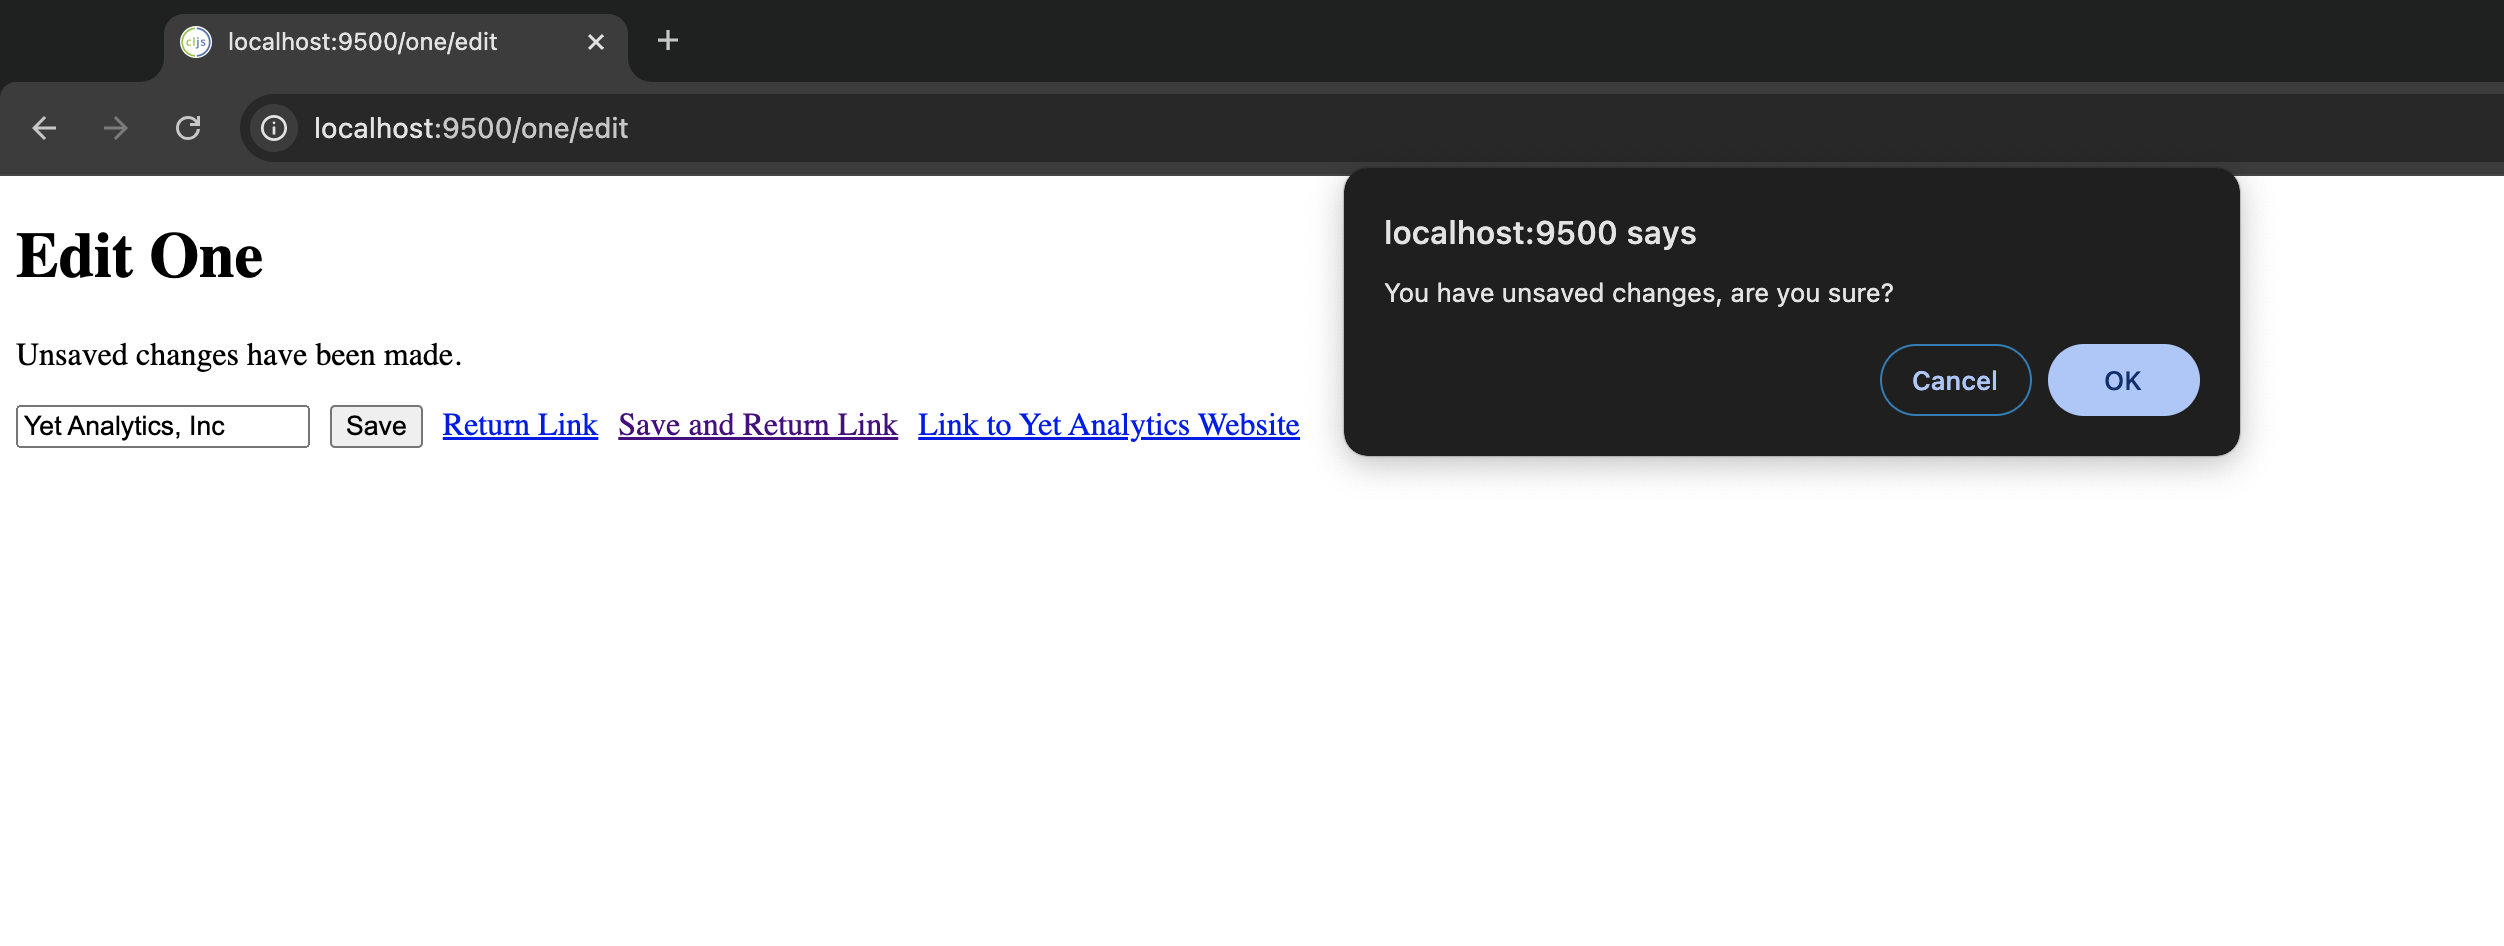 cljs
localhost:9500/one/edit
localhost:9500/one/edit
localhost:9500 says
You have unsaved changes, are you sure?
Cancel OK
Edit One
Unsaved changes have been made.
Yet Analytics, Inc Save Return Link Save and Return Link Link to Yet Analytics Website